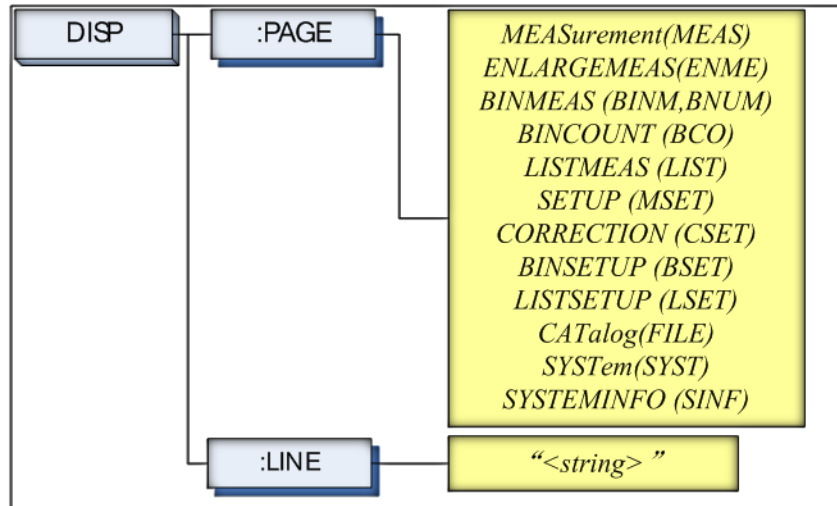 DISP
:PAGE
MEASurement(MEAS)
ENLARGEMEAS(ENME)
BINMEAS (BINM,BNUM)
BINCOUNT (BCO)
LISTMEAS (LIST)
SETUP (MSET)
CORRECTION (CSET)
BINSETUP (BSET)
LISTSETUP (LSET)
CATalog(FILE)
SYSTem(SYST)
SYSTEMINFO (SINF)
:LINE
“<string> ”